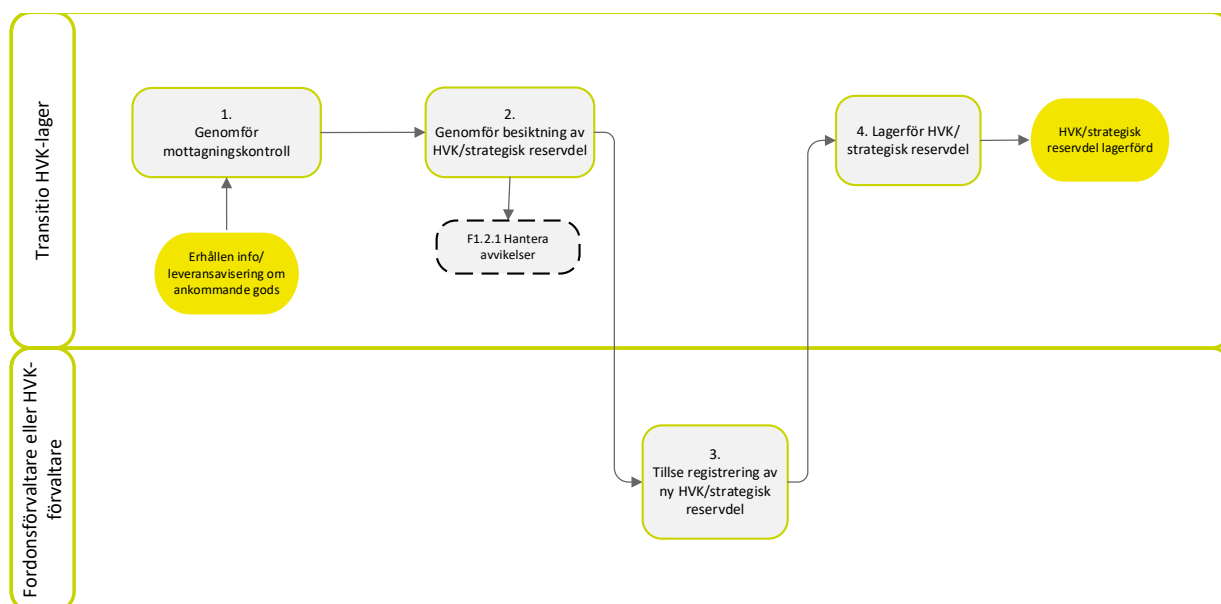 Transitio HVK-lager
1.
Genomför
mottagningskontroll
2.
Genomför besiktning av
HVK/strategisk reservdel
4. Lagerför HVK/
strategisk reservdel
HVK/strategisk
reservdel lagerförd
F1.2.1 Hantera
avvikelser
Erhållen info/
leveransavisering om
ankommande gods
Fordonsförvaltare eller HVK-
förvaltare
3.
Tillse registrering av
ny HVK/strategisk
reservdel